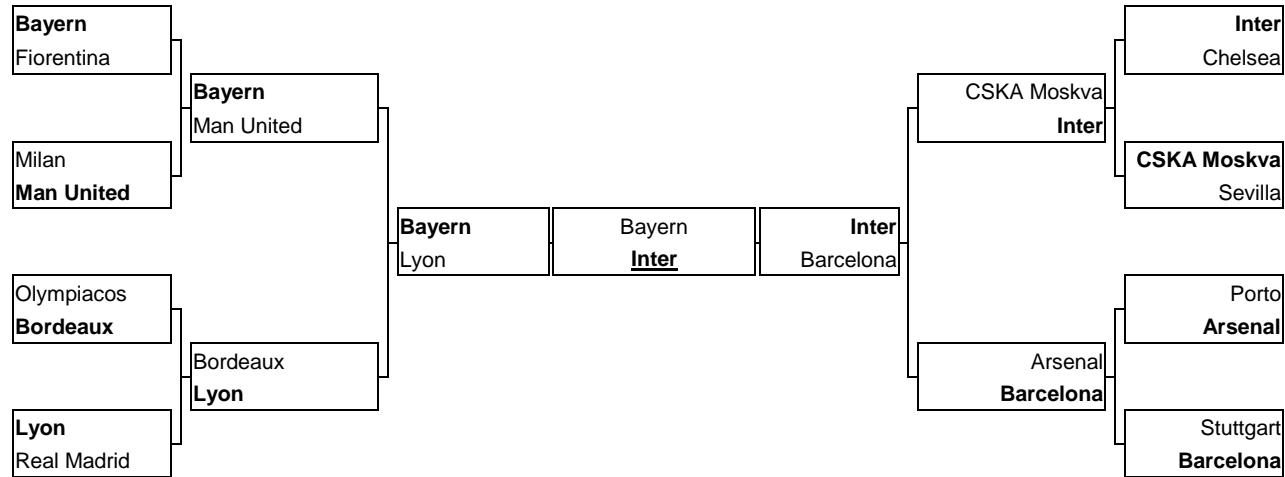 Bayern
Fiorentina
Milan
Man United
Olympiacos
Bordeaux
Lyon
Real Madrid
Bayern
Man United
Bordeaux
Lyon
Bayern
Lyon
Bayern
Inter
Inter
Barcelona
CSKA Moskva
Inter
Arsenal
Barcelona
Inter
Chelsea
CSKA Moskva
Sevilla
Porto
Arsenal
Stuttgart
Barcelona